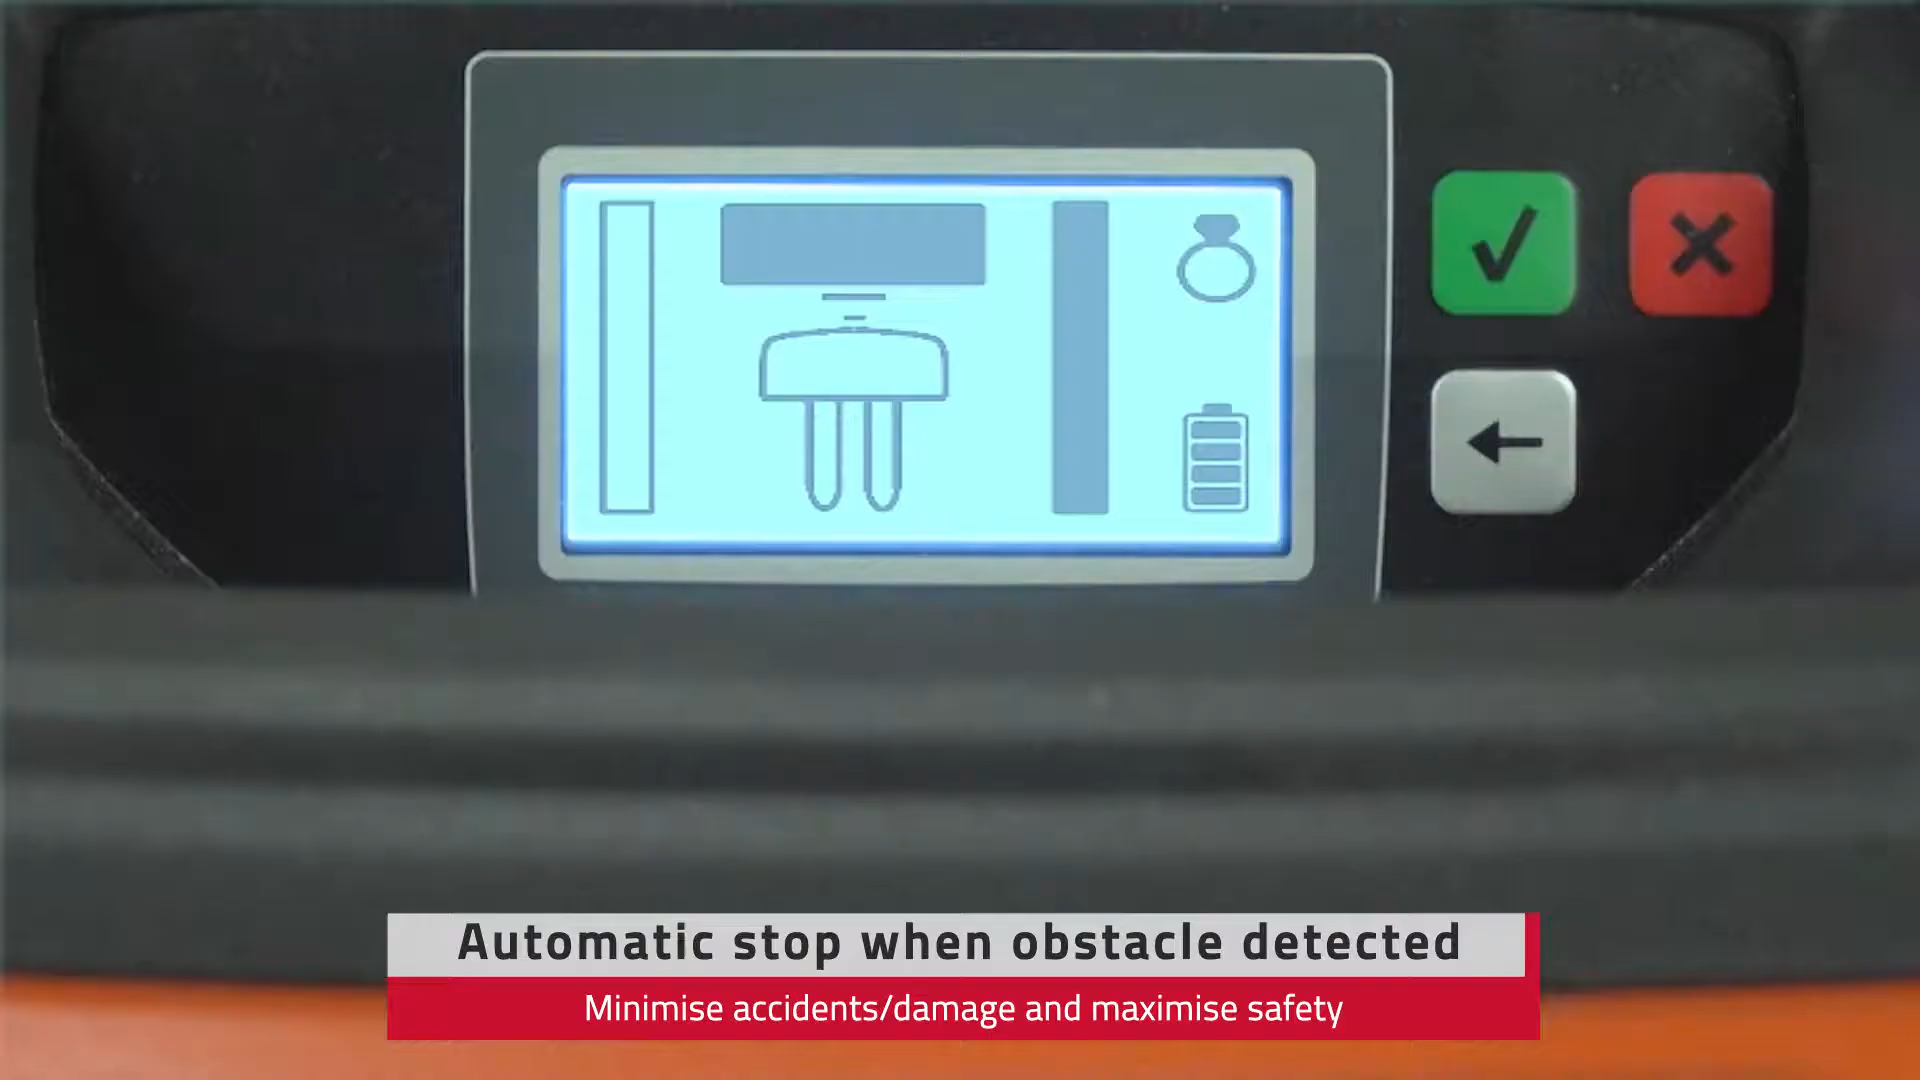 Automatic stop when obstacle detected
Minimise accidents/damage and maximise safety